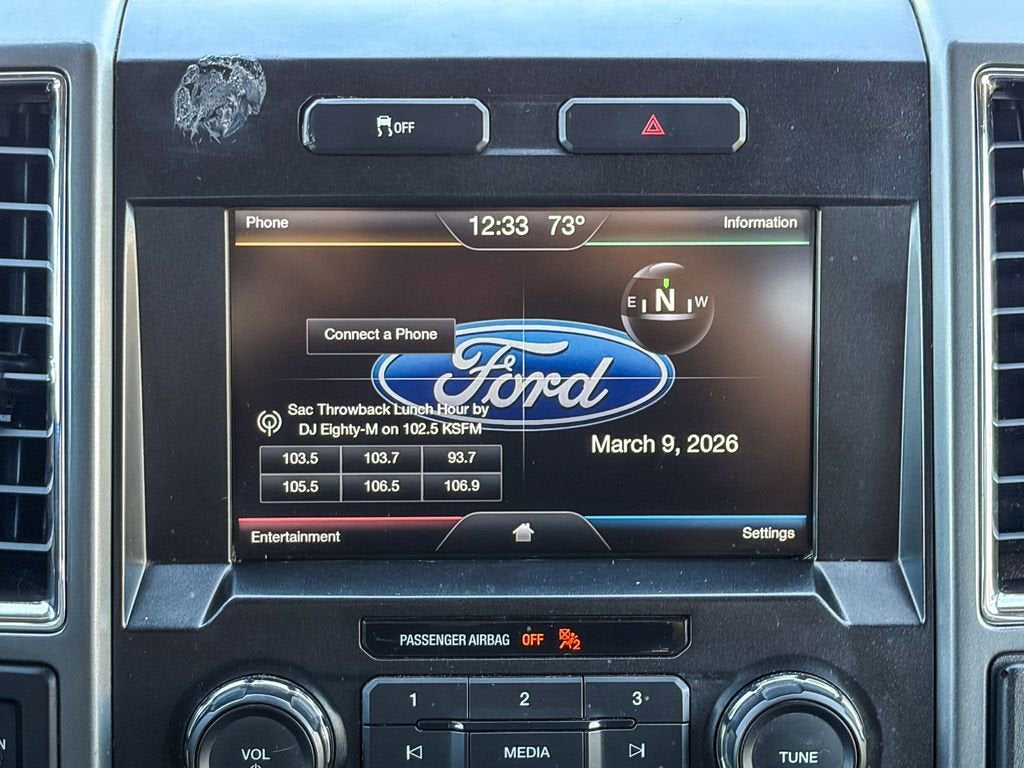 OFF
Phone
12:33 73°
Information
E N W
Connect a Phone
Ford
Sac Throwback Lunch Hour by
DJ Eighty-M on 102.5 KSFM
March 9, 2026
103.5 103.7 93.7
105.5 106.5 106.9
Entertainment
Settings
PASSENGER AIRBAG OFF 2
1 2 3
VOL
MEDIA
TUNE